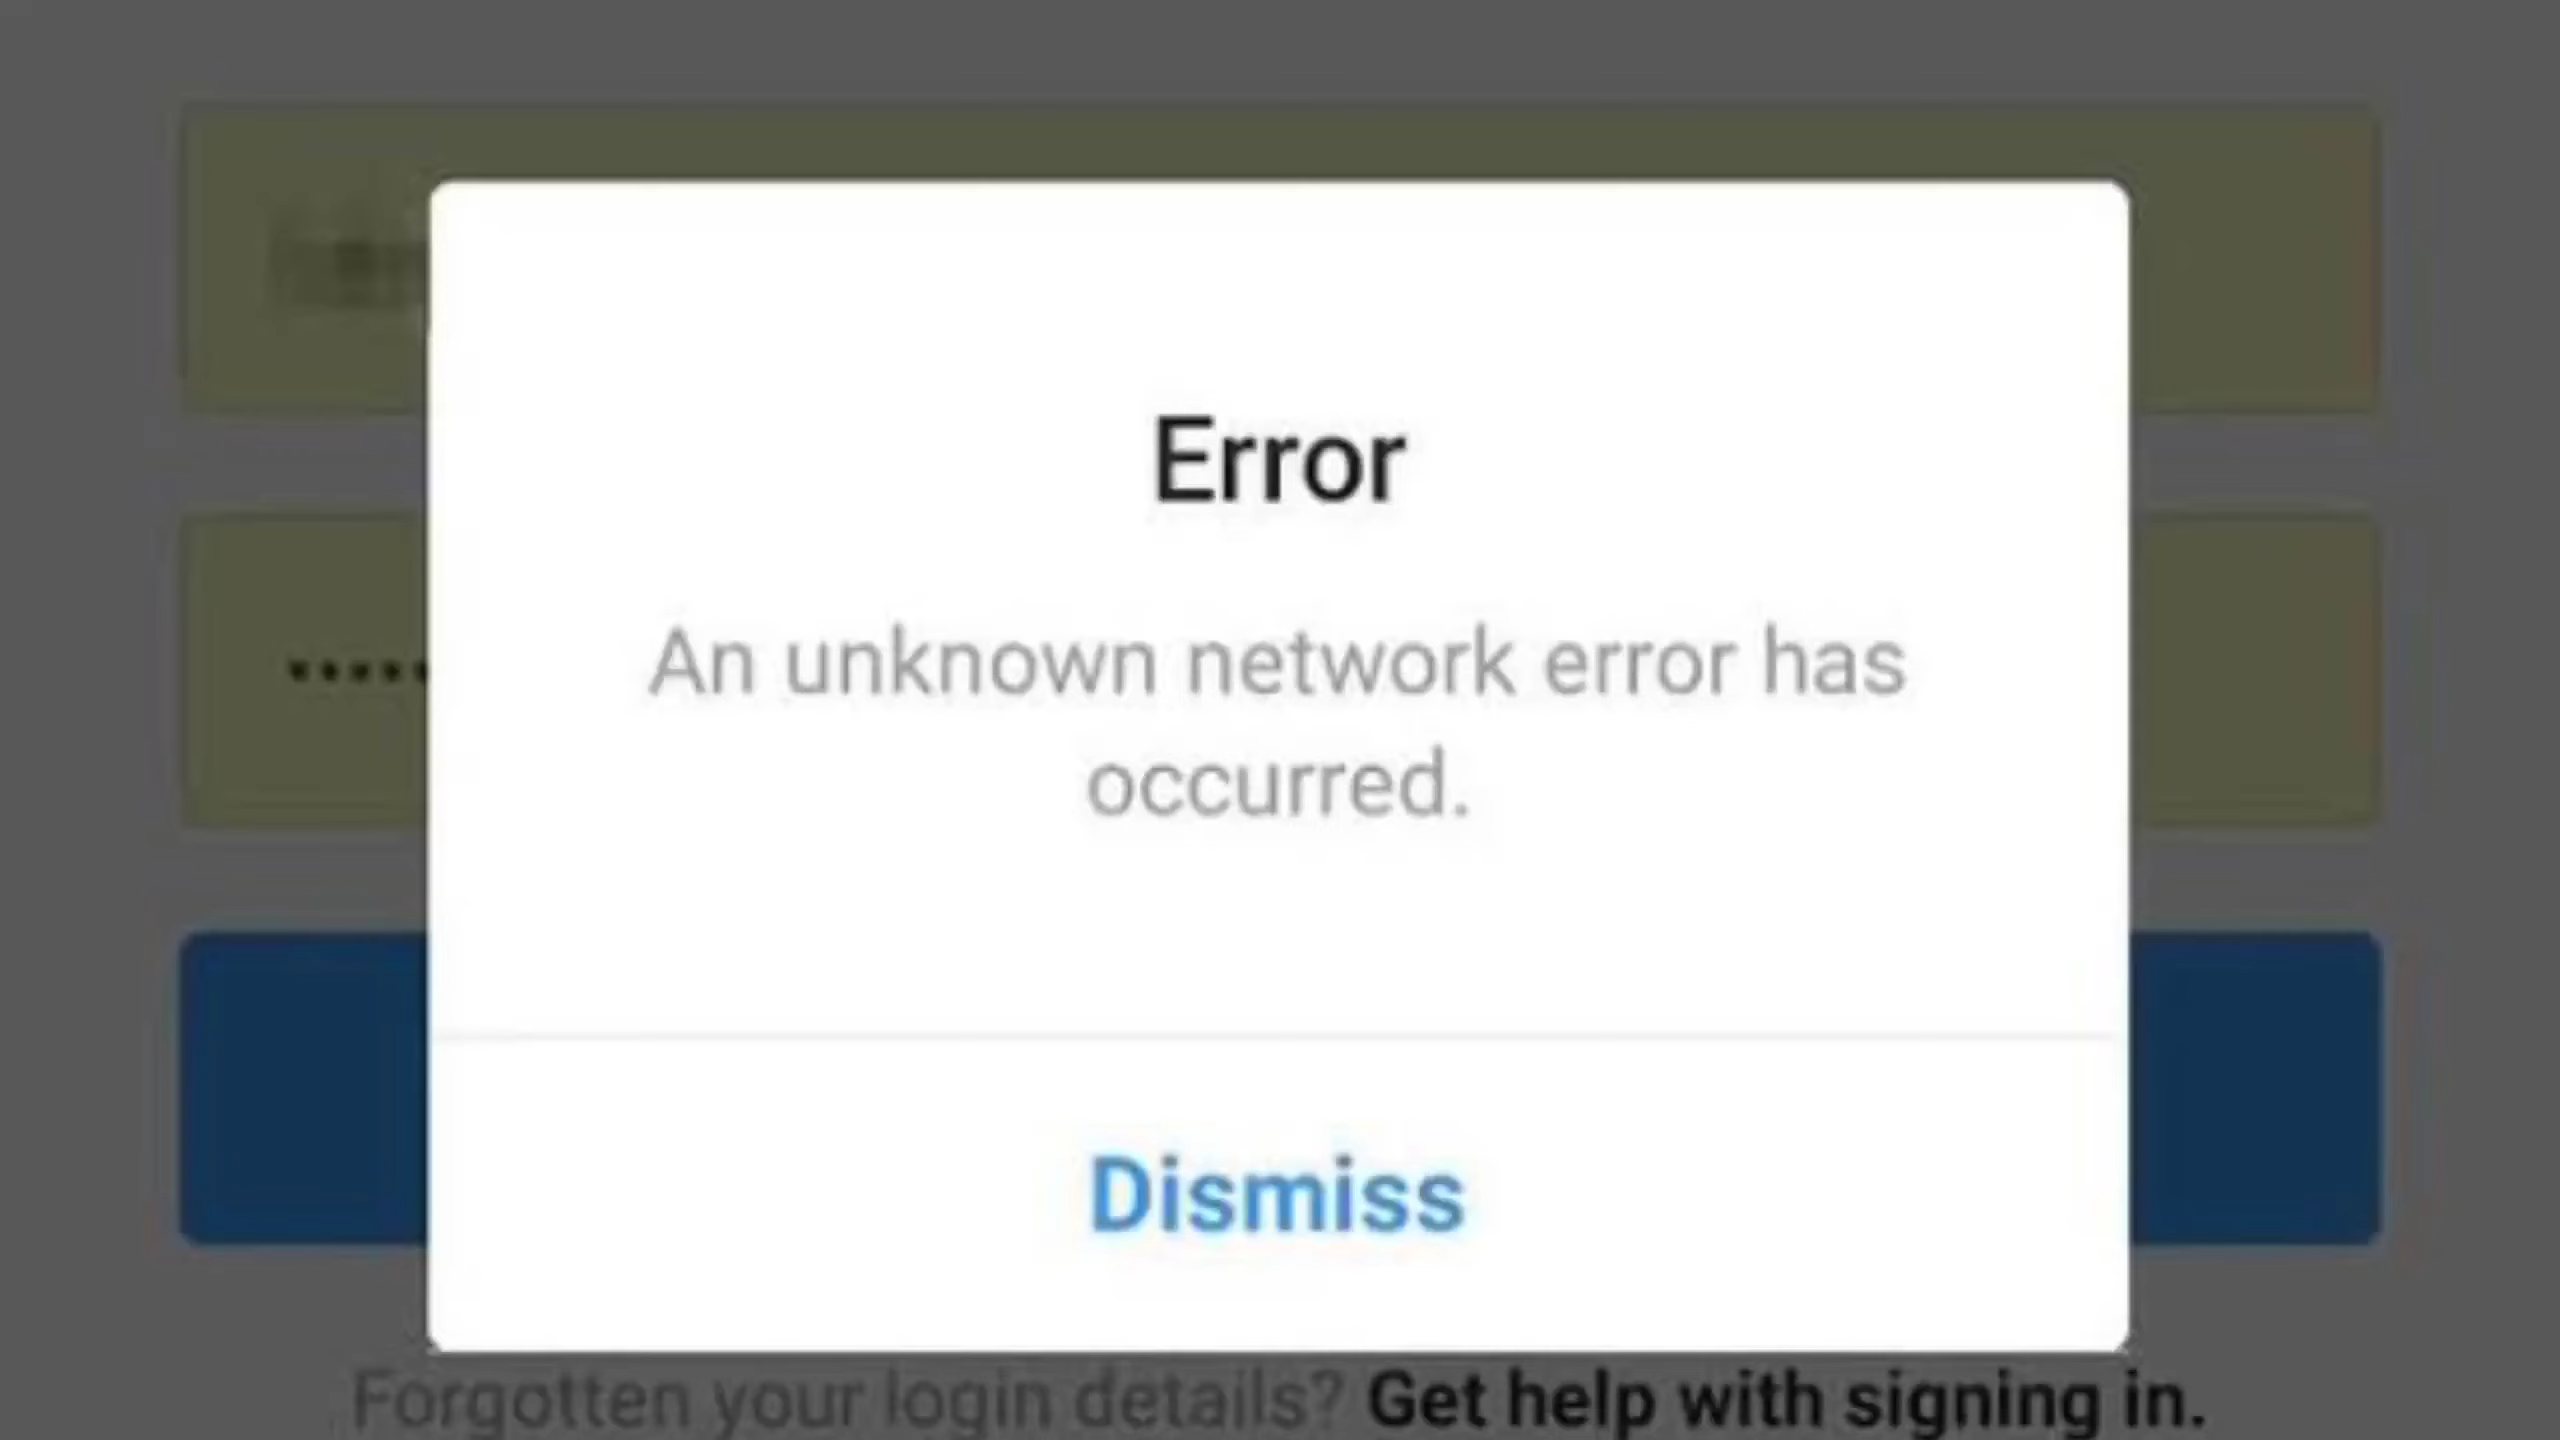 Error
An unknown network error has
occurred.
Dismiss
Forgotten your login details? Get help with signing in.